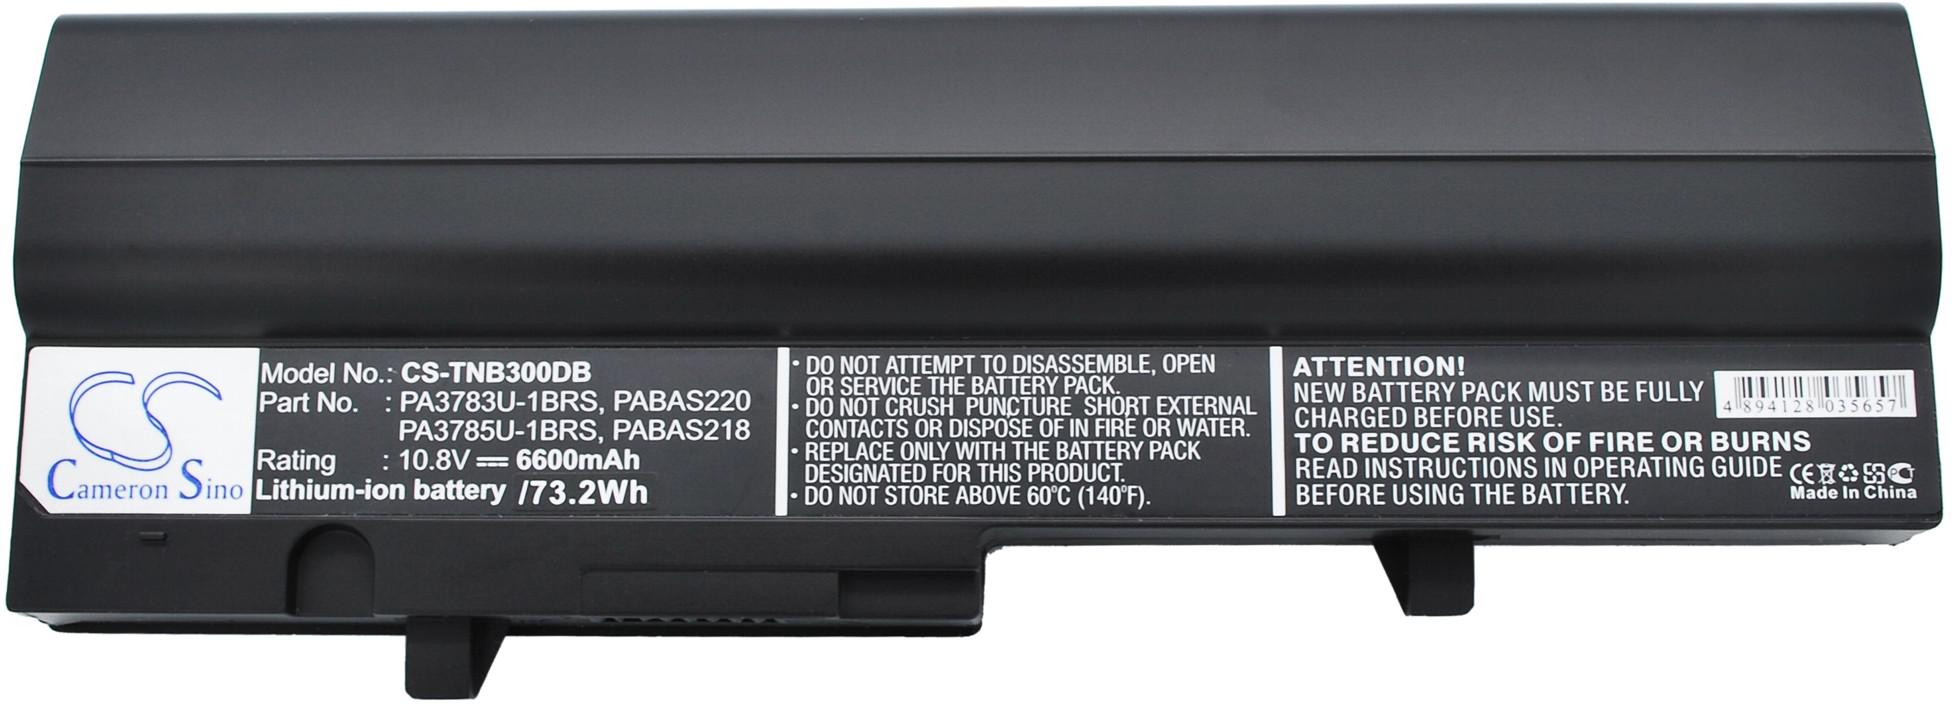 CS
Cameron Sino
Model No.: CS-TNB300DB
Part No. : PA3783U-1BRS, PABAS220
PA3785U-1BRS, PABAS218
Rating : 10.8V 6600mAh
Lithium-ion battery /73.2Wh
• DO NOT ATTEMPT TO DISASSEMBLE, OPEN
OR SERVICE THE BATTERY PACK.
• DO NOT CRUSH PUNCTURE SHORT EXTERNAL
CONTACTS OR DISPOSE OF IN FIRE OR WATER.
• REPLACE ONLY WITH THE BATTERY PACK
DESIGNATED FOR THIS PRODUCT.
• DO NOT STORE ABOVE 60°C (140°F).
ATTENTION!
NEW BATTERY PACK MUST BE FULLY
CHARGED BEFORE USE.
TO REDUCE RISK OF FIRE OR BURNS
READ INSTRUCTIONS IN OPERATING GUIDE
BEFORE USING THE BATTERY.
4 894128 035657
CE
Made In China